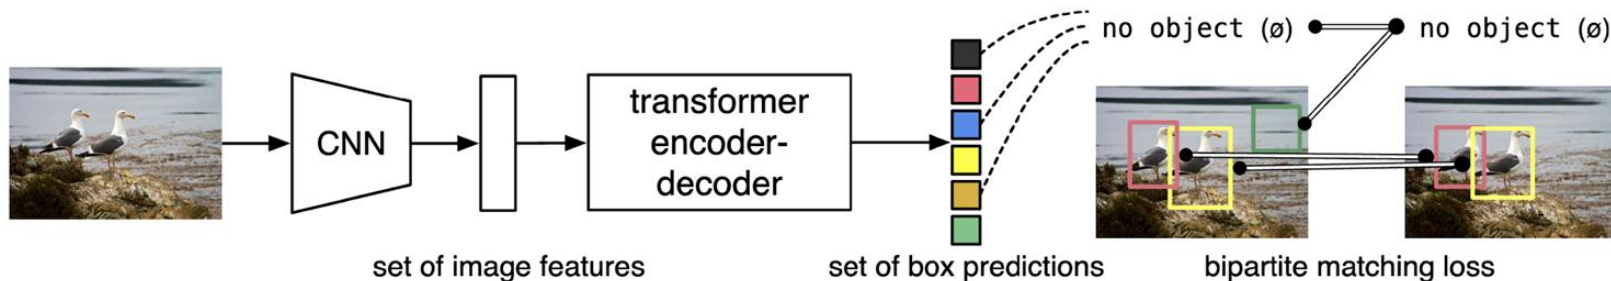 no object (ø)
no object (ø)
CNN
transformer
encoder-
decoder
set of image features
set of box predictions
bipartite matching loss